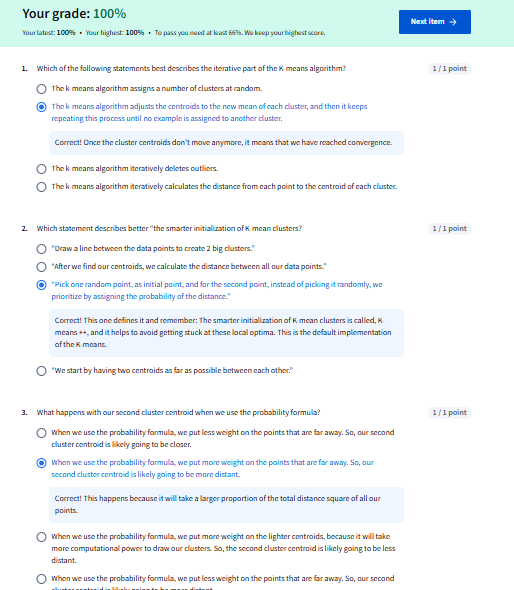 Your grade: 100%
Your latest: 100% • Your highest: 100% • To pass you need at least 66%. We keep your highest score.
Next item →
1. Which of the following statements best describes the iterative part of the K-means algorithm?
1 / 1 point
The k-means algorithm assigns a number of clusters at random.
The k-means algorithm adjusts the centroids to the new mean of each cluster, and then it keeps
repeating this process until no example is assigned to another cluster.
Correct! Once the cluster centroids don't move anymore, it means that we have reached convergence.
The k-means algorithm iteratively deletes outliers.
The k-means algorithm iteratively calculates the distance from each point to the centroid of each cluster.
2. Which statement describes better "the smarter initialization of K-mean clusters?
1 / 1 point
"Draw a line between the data points to create 2 big clusters."
"After we find our centroids, we calculate the distance between all our data points."
"Pick one random point, as initial point, and for the second point, instead of picking it randomly, we
prioritize by assigning the probability of the distance."
Correct! This one defines it and remember: The smarter initialization of K-mean clusters is called, K-
means ++, and it helps to avoid getting stuck at these local optima. This is the default implementation
of the K-means.
"We start by having two centroids as far as possible between each other."
3. What happens with our second cluster centroid when we use the probability formula?
1 / 1 point
When we use the probability formula, we put less weight on the points that are far away. So, our second
cluster centroid is likely going to be closer.
When we use the probability formula, we put more weight on the points that are far away. So, our
second cluster centroid is likely going to be more distant.
Correct! This happens because it will take a larger proportion of the total distance square of all our
points.
When we use the probability formula, we put more weight on the lighter centroids, because it will take
more computational power to draw our clusters. So, the second cluster centroid is likely going to be less
distant.
When we use the probability formula, we put less weight on the points that are far away. So, our second